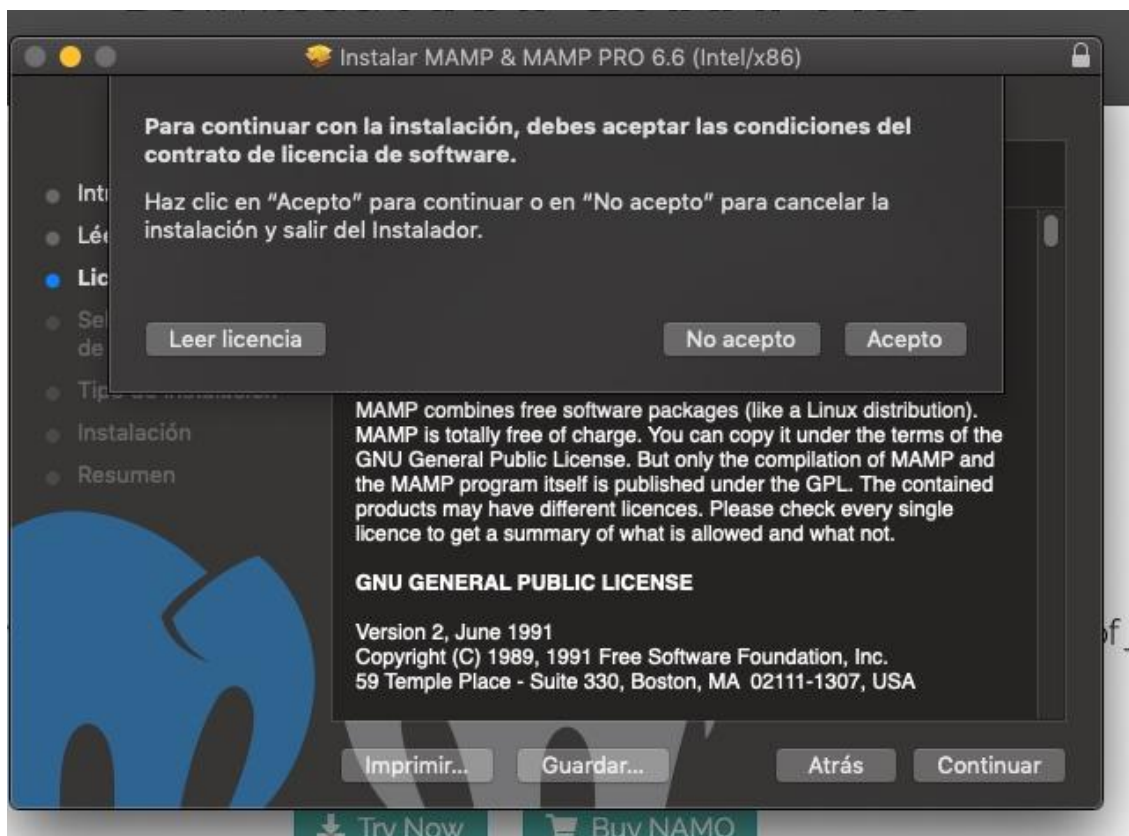 Instalar MAMP & MAMP PRO 6.6 (Intel/x86)
Para continuar con la instalación, debes aceptar las condiciones del
contrato de licencia de software.
Haz clic en "Acepto" para continuar o en "No acepto" para cancelar la
instalación y salir del Instalador.
Leer licencia
No acepto
Acepto
Instalación
Resumen
MAMP combines free software packages (like a Linux distribution).
MAMP is totally free of charge. You can copy it under the terms of the
GNU General Public License. But only the compilation of MAMP and
the MAMP program itself is published under the GPL. The contained
products may have different licences. Please check every single
licence to get a summary of what is allowed and what not.
GNU GENERAL PUBLIC LICENSE
Version 2, June 1991
Copyright (C) 1989, 1991 Free Software Foundation, Inc.
59 Temple Place - Suite 330, Boston, MA 02111-1307, USA
Imprimir...
Guardar...
Atrás
Continuar
Try Now
Buy NAMO